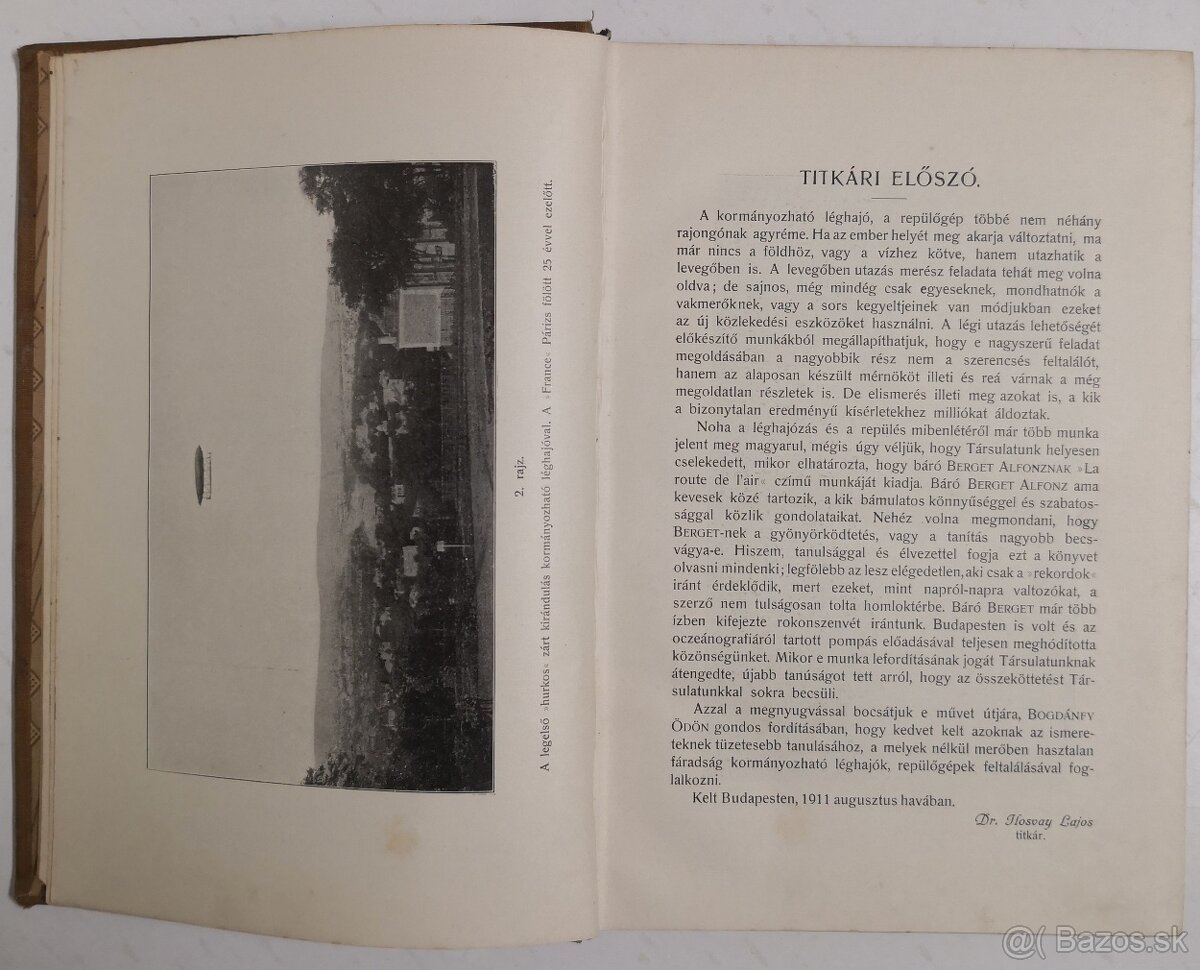 2. rajz.
A legelső »hurkos« zárt kirándulás kormányozható léghajóval. A »France« Párizs fölött 25 évvel ezelőtt.
TITKÁRI ELŐSZÓ.
A kormányozható léghajó, a repülőgép többé nem néhány
rajongónak agyréme. Ha az ember helyét meg akarja változtatni, ma
már nincs a földhöz, vagy a vízhez kötve, hanem utazhatik a
levegőben is. A levegőben utazás merész feladata tehát meg volna
oldva; de sajnos, még mindég csak egyeseknek, mondhatnók a
vakmerőknek, vagy a sors kegyeltjeinek van módjukban ezeket
az új közlekedési eszközöket használni. A légi utazás lehetőségét
előkészítő munkákból megállapíthatjuk, hogy e nagyszerű feladat
megoldásában a nagyobbik rész nem a szerencsés feltalálót,
hanem az alaposan készült mérnököt illeti és reá várnak a még
megoldatlan részletek is. De elismerés illeti meg azokat is, a kik
a bizonytalan eredményű kísérletekhez milliókat áldoztak.
Noha a léghajózás és a repülés mibenlétéről már több munka
jelent meg magyarul, mégis úgy véljük, hogy Társulatunk helyesen
cselekedett, mikor elhatározta, hogy báró BERGET ALFONZNAK »La
route de l'air« czímű munkáját kiadja. Báró BERGET ALFONZ ama
kevesek közé tartozik, a kik bámulatos könnyűséggel és szabatos-
sággal közlik gondolataikat. Nehéz volna megmondani, hogy
BERGET-nek a gyönyörködtetés, vagy a tanítás nagyobb becs-
vágya-e. Hiszem, tanulsággal és élvezettel fogja ezt a könyvet
olvasni mindenki; legfölebb az lesz elégedetlen, aki csak a »rekordok«
iránt érdeklődik, mert ezeket, mint napról-napra valtozókat, a
szerző nem tulságosan tolta homloktérbe. Báró BERGET már több
ízben kifejezte rokonszenvét irántunk. Budapesten is volt és az
oczeánografiáról tartott pompás előadásával teljesen meghódította
közönségünket. Mikor e munka lefordításának jogát Társulatunknak
átengedte, újabb tanúságot tett arról, hogy az összeköttetést Tár-
sulatunkkal sokra becsüli.
Azzal a megnyugvással bocsátjuk e művet útjára, BOGDÁNFY
ÖDÖN gondos fordításában, hogy kedvet kelt azoknak az ismere-
teknek tüzetesebb tanulásához, a melyek nélkül merőben hasztalan
fáradság kormányozható léghajók, repülőgépek feltalálásával fog-
lalkozni.
Kelt Budapesten, 1911 augusztus havában.
Dr. Ilosvay Lajos
titkár.
@( Bazos.sk